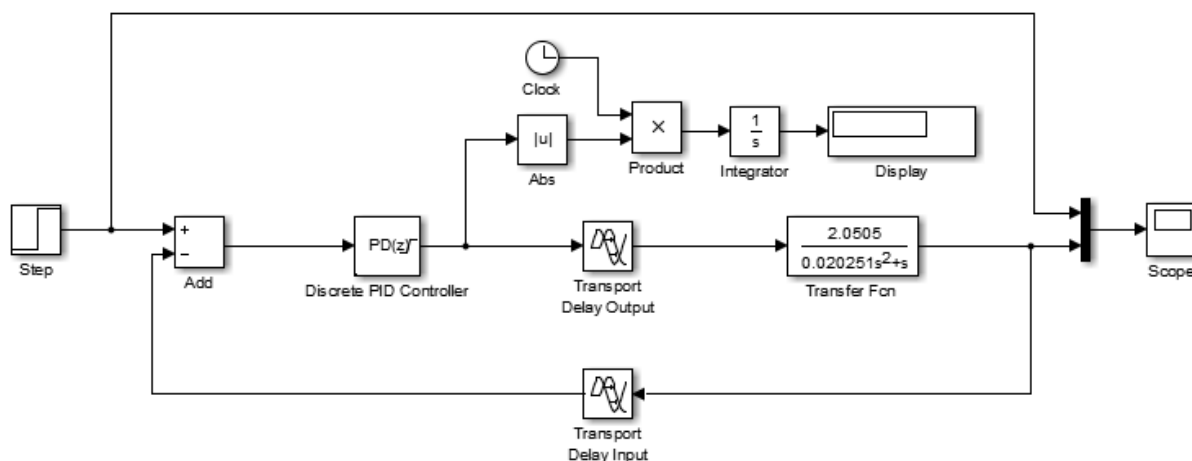 Clock
|u|
Abs
×
Product
1
s
Integrator
Display
Step
+
−
Add
PD(z)
Discrete PID Controller
Transport
Delay Output
2.0505
0.020251s²+s
Transfer Fcn
Scope
Transport
Delay Input